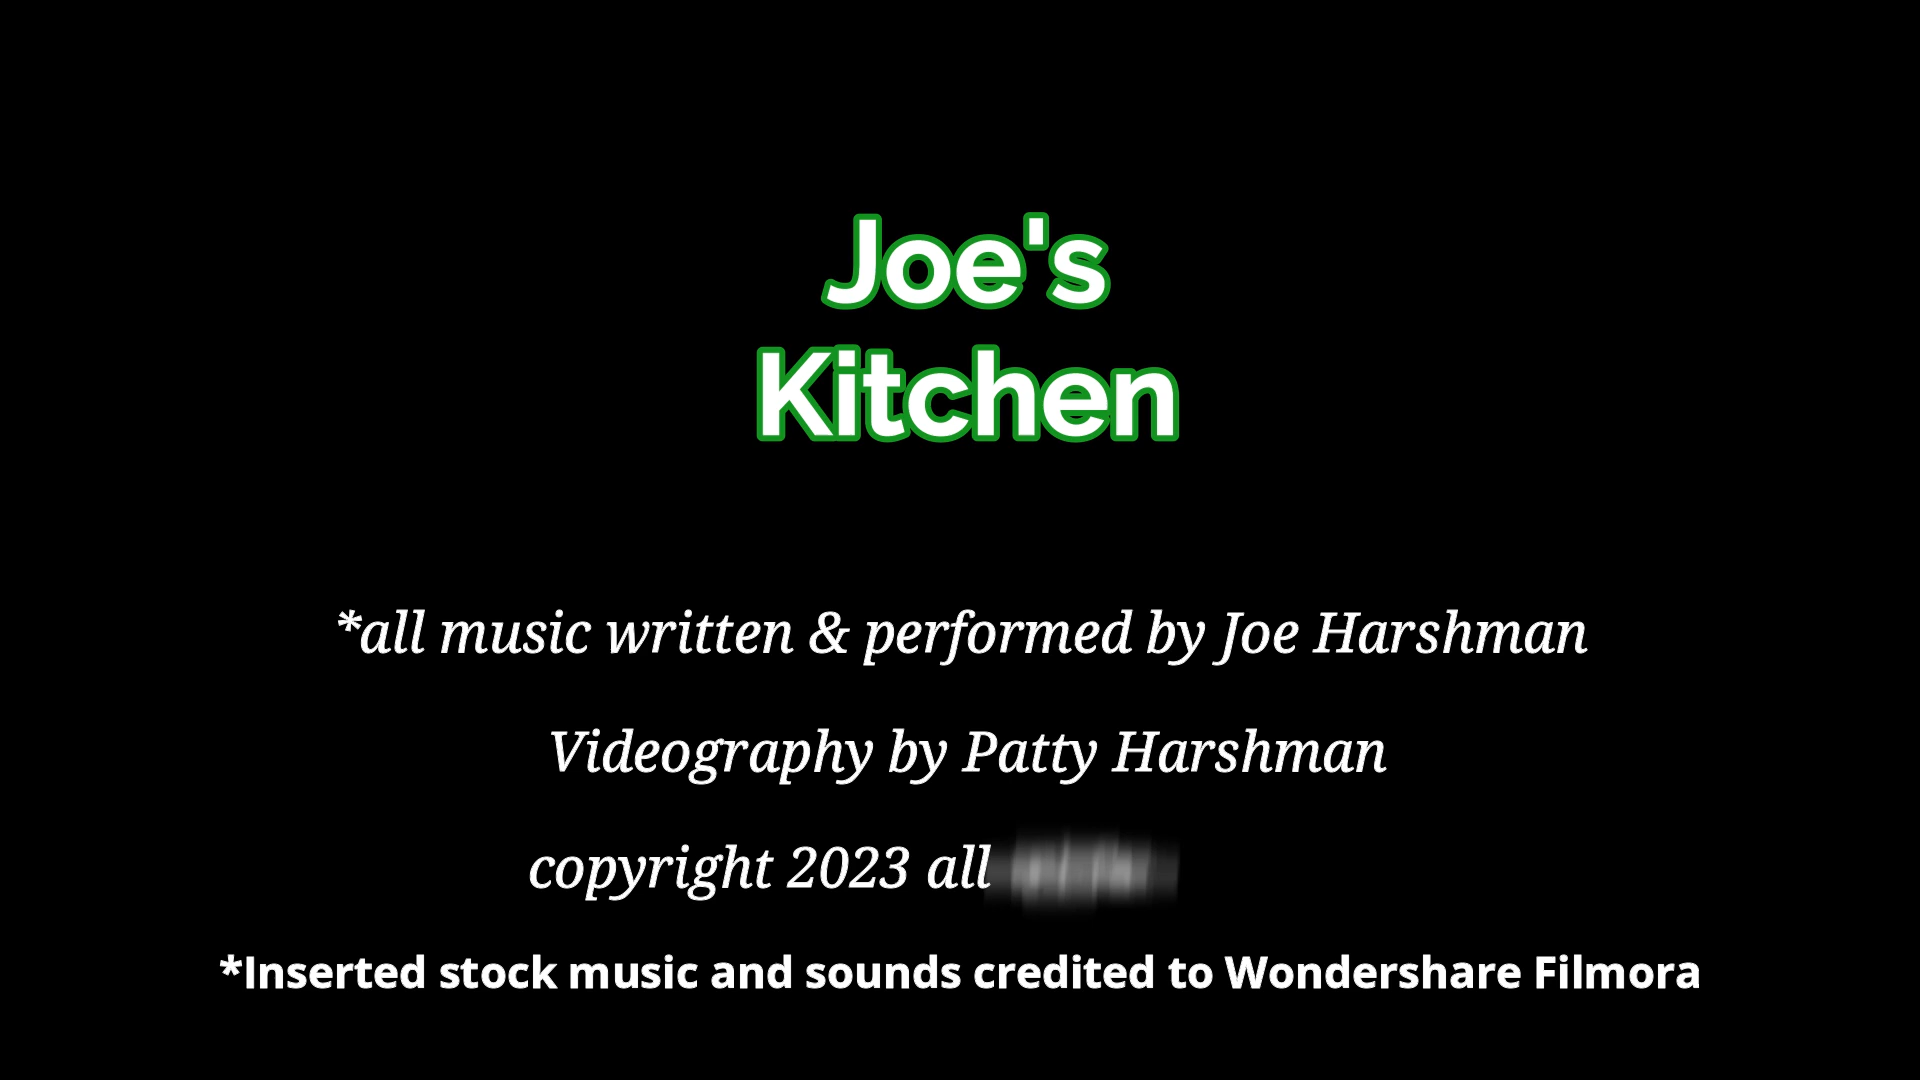 Joe's
Kitchen
*all music written & performed by Joe Harshman
Videography by Patty Harshman
copyright 2023 all
*Inserted stock music and sounds credited to Wondershare Filmora